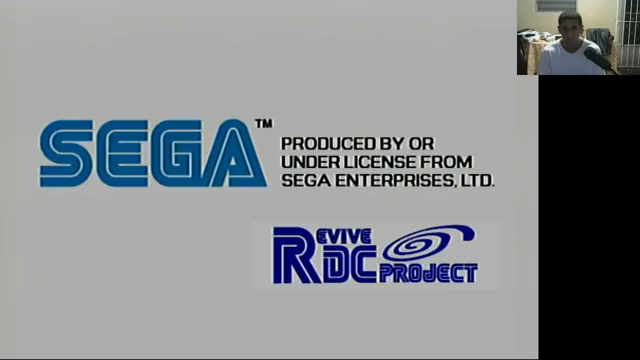 SEGA™
PRODUCED BY OR
UNDER LICENSE FROM
SEGA ENTERPRISES, LTD.
REVIVE
RDC PROJECT